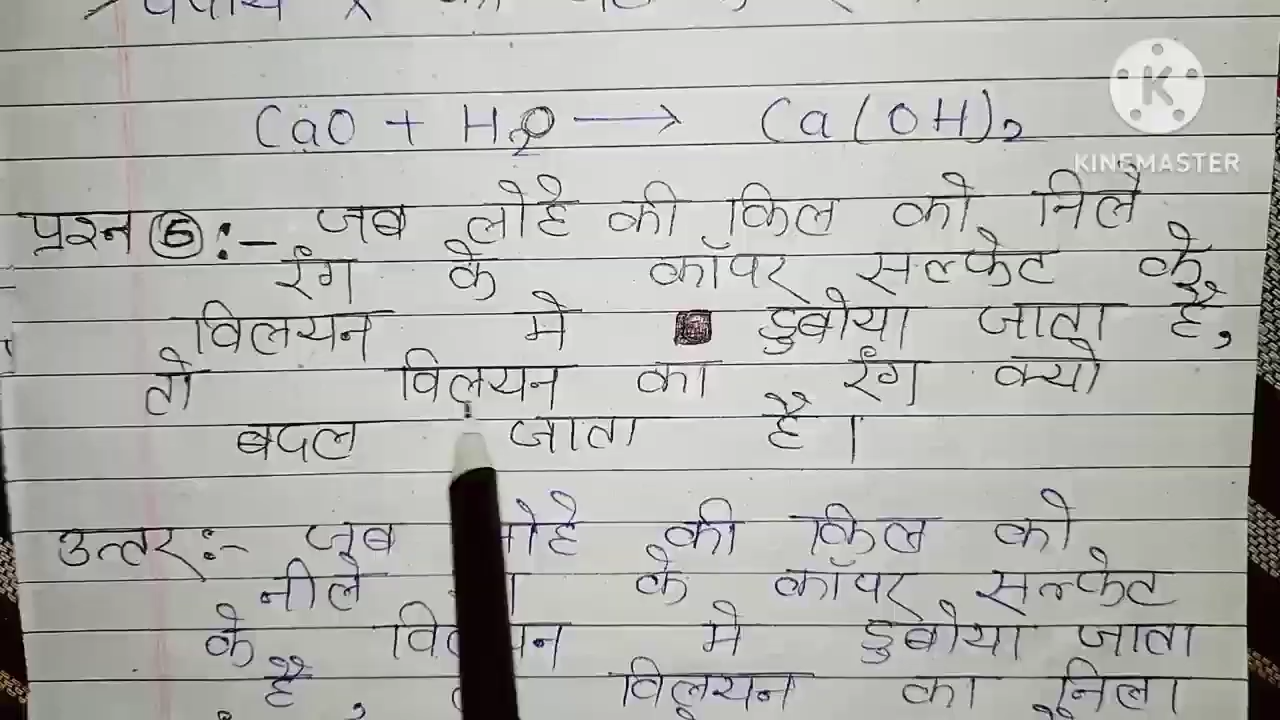 CaO + H₂O → Ca(OH)₂
KINEMASTER
प्रश्न ⑥:- जब लोहे की किल को निले
रंग के कॉपर सल्फेट के
विलयन मे डुबोया जाता है,
तो विलयन का रंग क्यो
बदल जाता है।
उत्तर:- जब की किल को
नीले के कॉपर सल्फेट
के मे डुबोया जाता
है, विलयन का निला